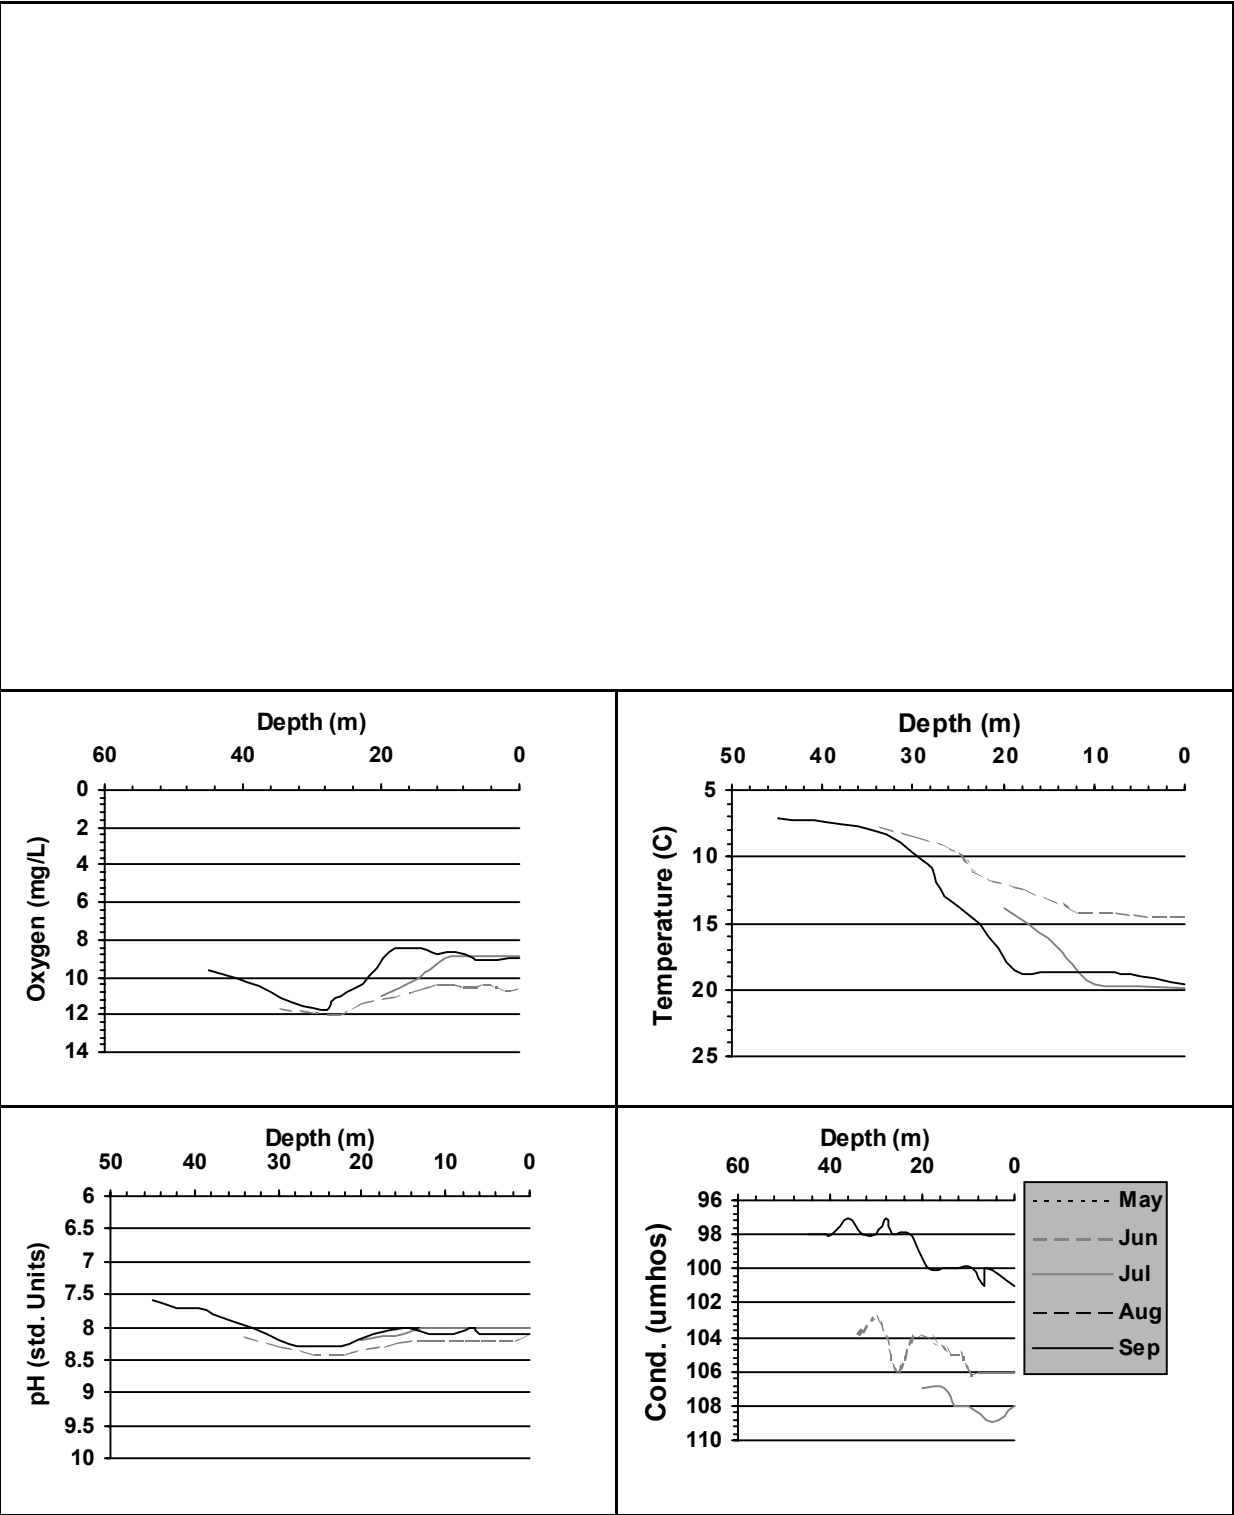 Depth (m)
60 40 20 0
0
2
4
6
8
10
12
14
Oxygen (mg/L)
Depth (m)
50 40 30 20 10 0
5
10
15
20
25
Temperature (C)
Depth (m)
50 40 30 20 10 0
6
6.5
7
7.5
8
8.5
9
9.5
10
pH (std. Units)
Depth (m)
60 40 20 0
96
98
100
102
104
106
108
110
Cond. (umhos)
May
Jun
Jul
Aug
Sep